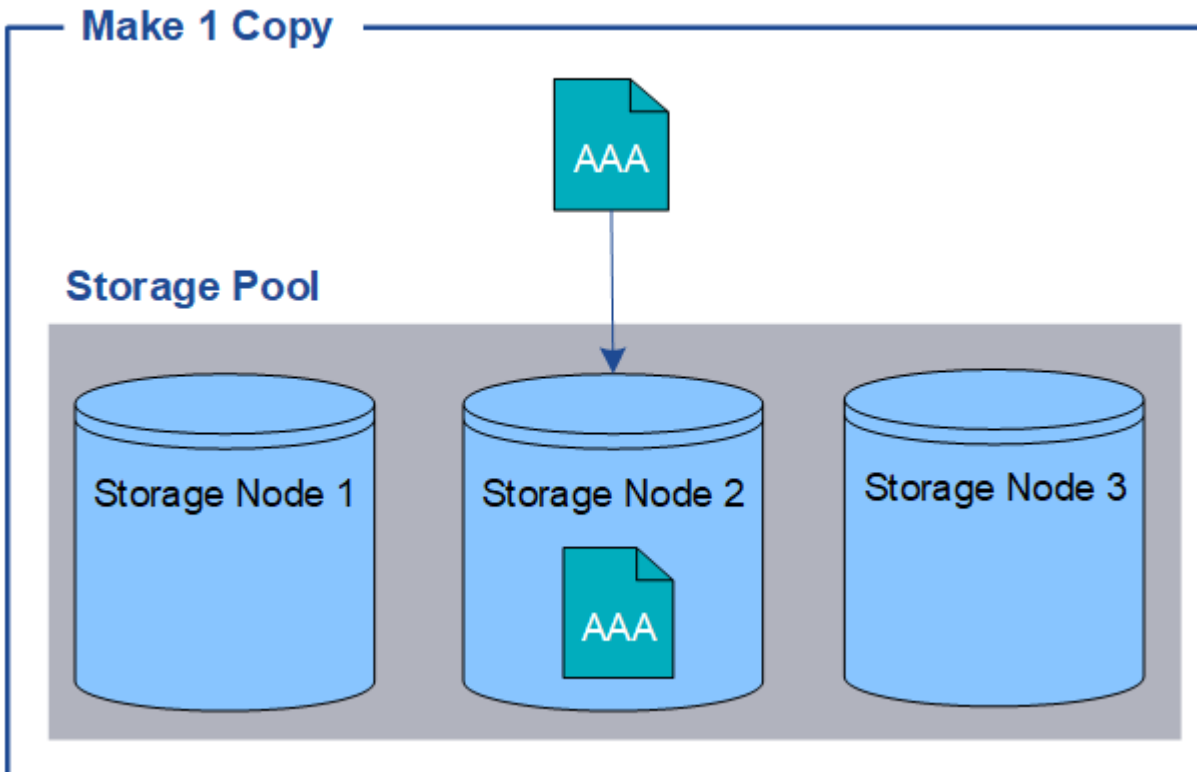 Make 1 Copy
AAA
Storage Pool
Storage Node 1
Storage Node 2
Storage Node 3
AAA